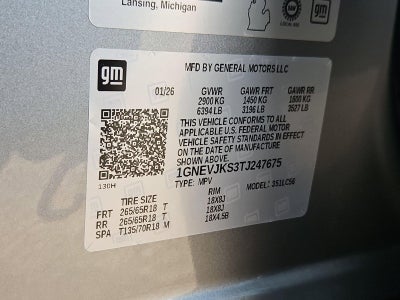 Lansing, Michigan
gm
MFD BY GENERAL MOTORS LLC
01/26 GVWR GAWR FRT GAWR RR
2900 KG 1450 KG 1600 KG
6394 LB 3196 LB 3527 LB
THIS VEHICLE CONFORMS TO ALL
APPLICABLE U.S. FEDERAL MOTOR
VEHICLE SAFETY AND THEFT PREVENTION
STANDARDS IN EFFECT ON THE
DATE OF MANUFACTURE
SHOWN ABOVE.
1GNEVJKS3TJ247675
130H TYPE: MPV MODEL:
TIRE SIZE RIM
FRT 265/65R18 T 18X8J
RR 265/65R18 T 18X8J
SPA T135/70R18 M 18X4.5B